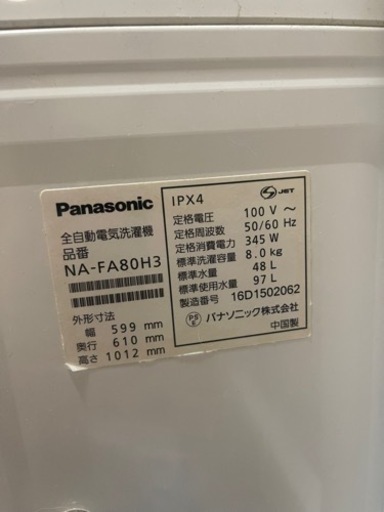 Panasonic
全自動電気洗濯機
品番
NA-FA80H3
外形寸法
幅 599 mm
奥行 610 mm
高さ 1012 mm
IPX4
S JET
定格電圧 100 V ～
定格周波数 50/60 Hz
定格消費電力 345 W
標準洗濯容量 8.0 kg
標準水量 48 L
標準使用水量 97 L
製造番号 16D1502062
PS E パナソニック株式会社
中国製